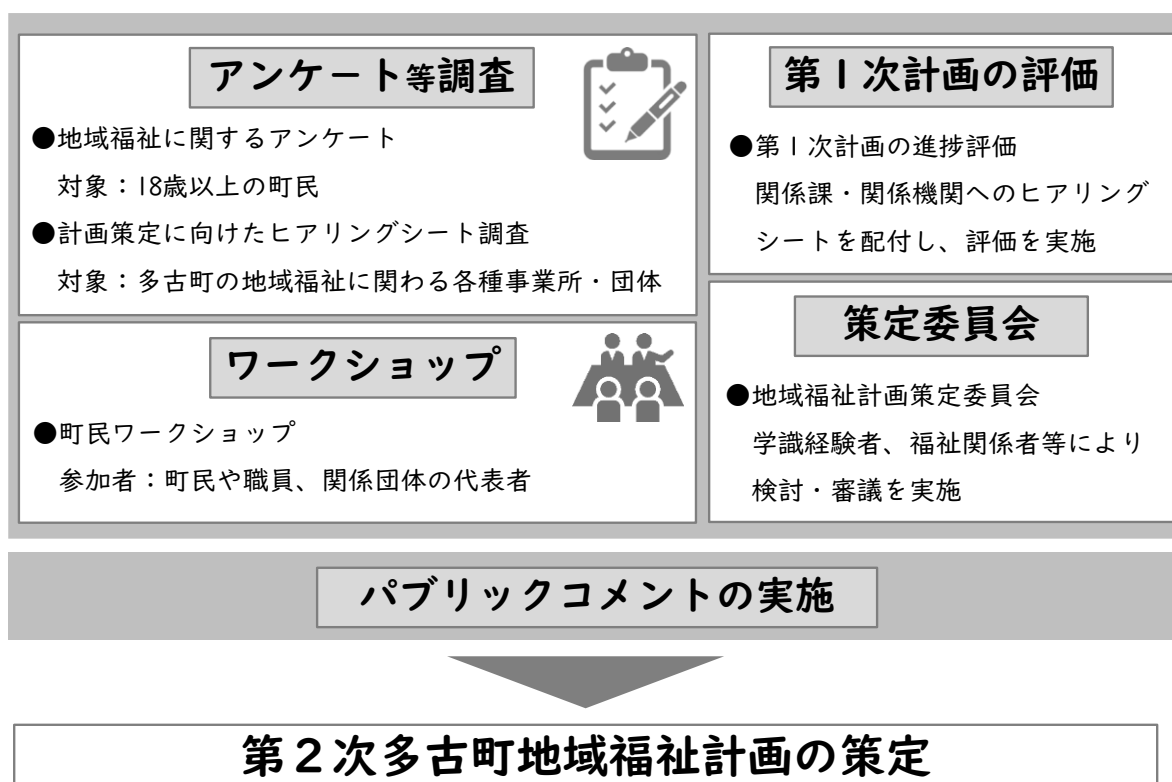 アンケート等調査
●地域福祉に関するアンケート
対象：18歳以上の町民
●計画策定に向けたヒアリングシート調査
対象：多古町の地域福祉に関わる各種事業所・団体
ワークショップ
●町民ワークショップ
参加者：町民や職員、関係団体の代表者
第1次計画の評価
●第1次計画の進捗評価
関係課・関係機関へのヒアリング
シートを配付し、評価を実施
策定委員会
●地域福祉計画策定委員会
学識経験者、福祉関係者等により
検討・審議を実施
パブリックコメントの実施
第２次多古町地域福祉計画の策定